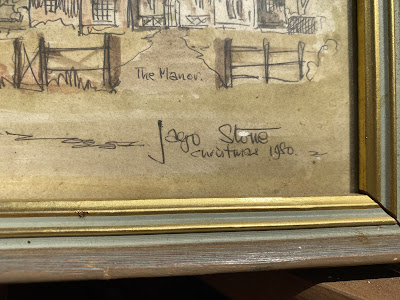 The Manor.
Jago Stone
Christmas 1980.